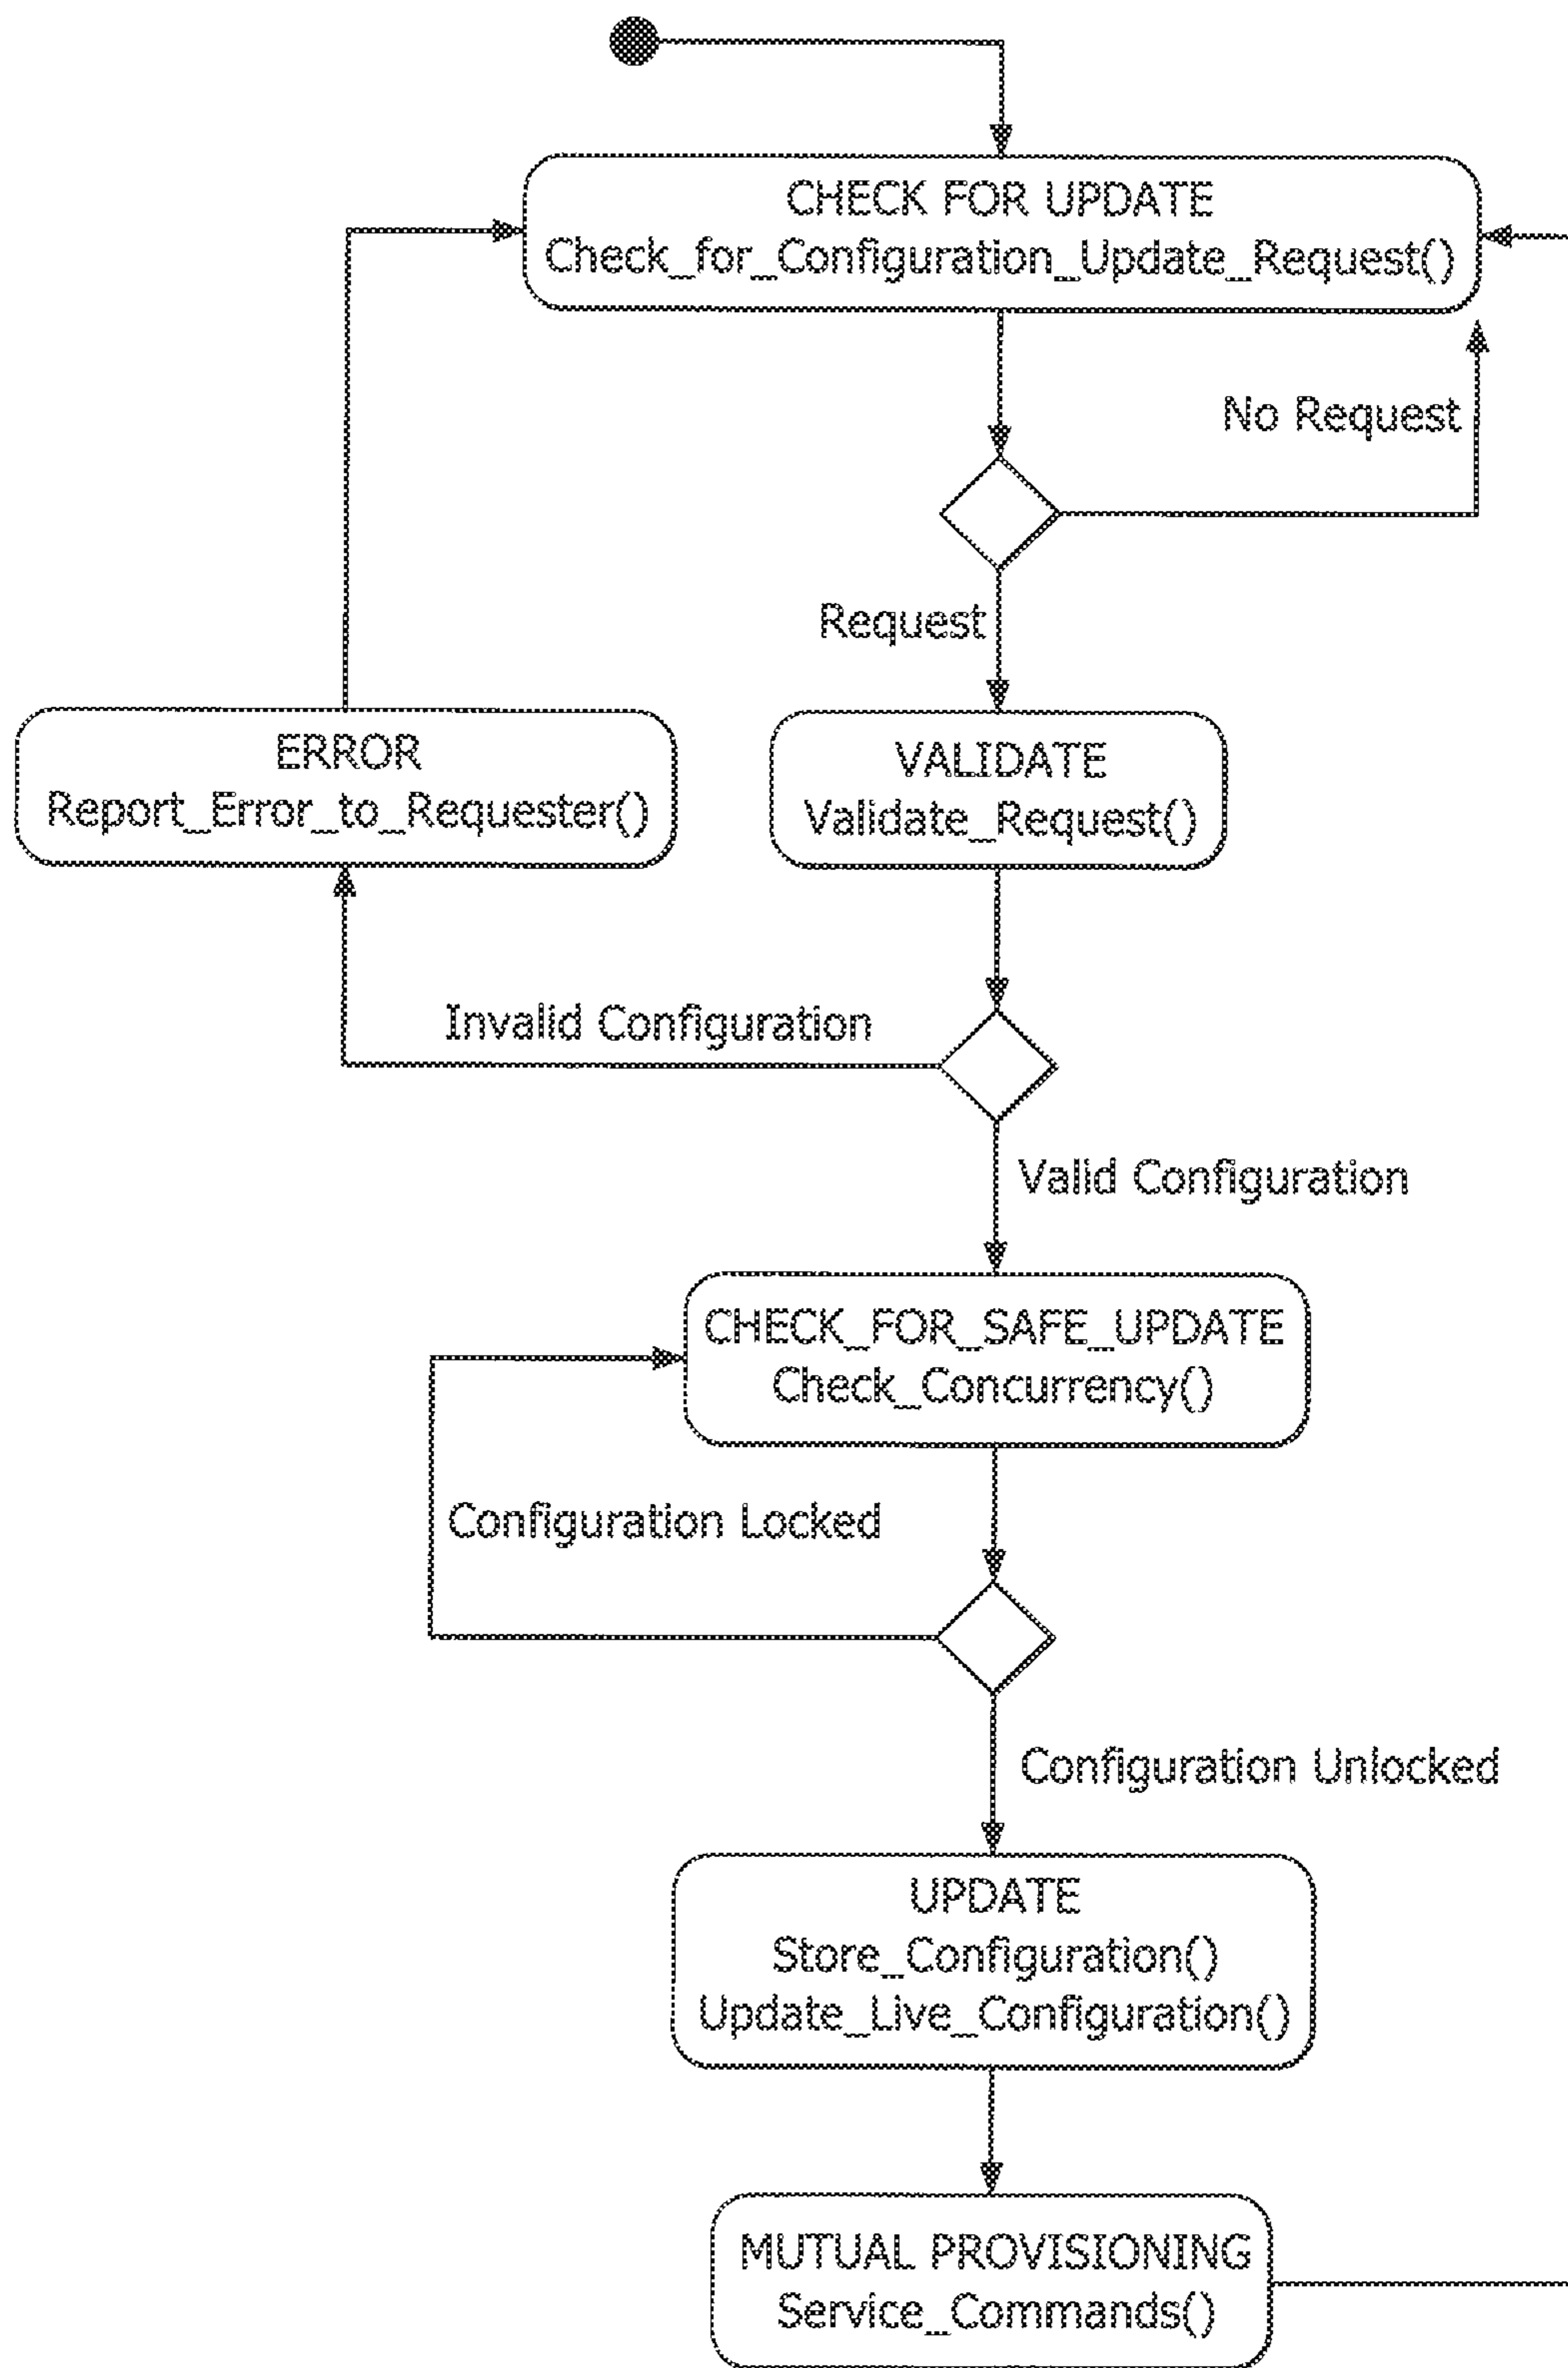 CHECK FOR UPDATE
Check_for_Configuration_Update_Request()
No Request
Request
ERROR
Report_Error_to_Requester()
VALIDATE
Validate_Request()
Invalid Configuration
Valid Configuration
CHECK_FOR_SAFE_UPDATE
Check_Concurrency()
Configuration Locked
Configuration Unlocked
UPDATE
Store_Configuration()
Update_Live_Configuration()
MUTUAL PROVISIONING
Service_Commands()